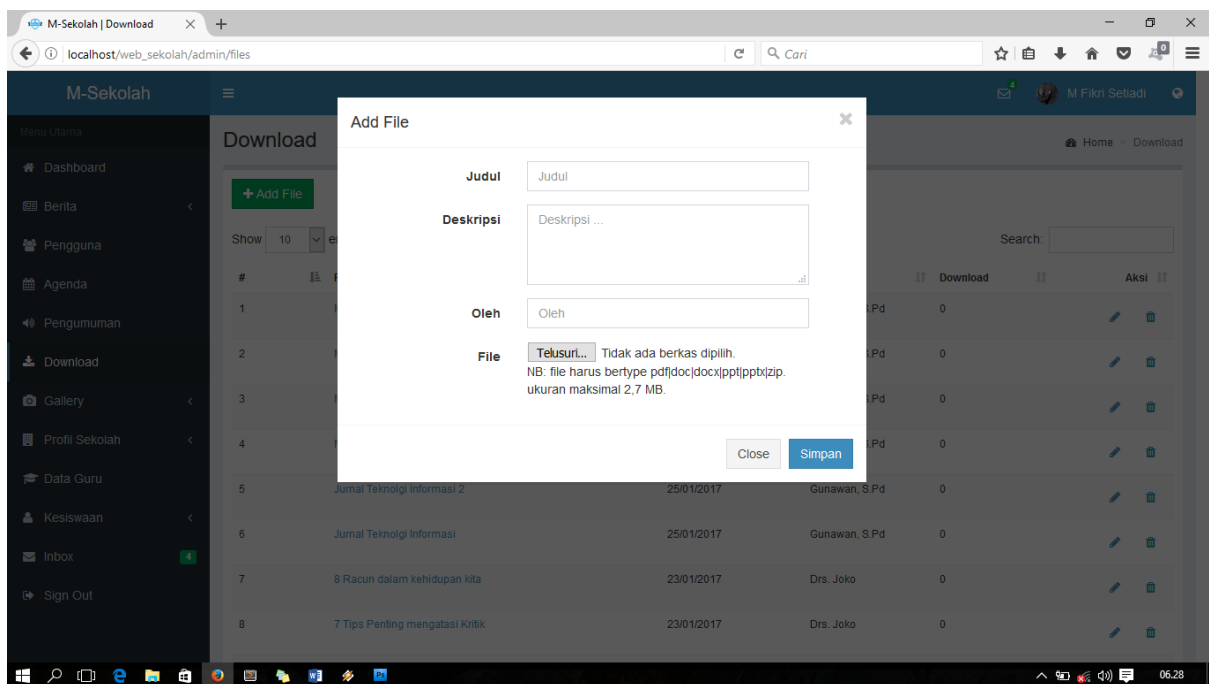 M-Sekolah | Download
localhost/web_sekolah/admin/files
Cari
0
M-Sekolah
4
M Fikri Setiadi
Menu Utama
Dashboard
Berita
Pengguna
Agenda
Pengumuman
Download
Gallery
Profil Sekolah
Data Guru
Kesiswaan
Inbox 4
Sign Out
Download
Home Download
+ Add File
Show 10
Search:
# Download Aksi
1 S.Pd 0
2 S.Pd 0
3 S.Pd 0
4 S.Pd 0
5 Jurnal Teknolgi Informasi 2 25/01/2017 Gunawan, S.Pd 0
6 Jurnal Teknolgi Informasi 25/01/2017 Gunawan, S.Pd 0
7 8 Racun dalam kehidupan kita 23/01/2017 Drs. Joko 0
8 7 Tips Penting mengatasi Kritik 23/01/2017 Drs. Joko 0
Add File
Judul Judul
Deskripsi Deskripsi ...
Oleh Oleh
File Telusuri... Tidak ada berkas dipilih.
NB: file harus bertype pdf|doc|docx|ppt|pptx|zip.
ukuran maksimal 2,7 MB.
Close Simpan
06.28